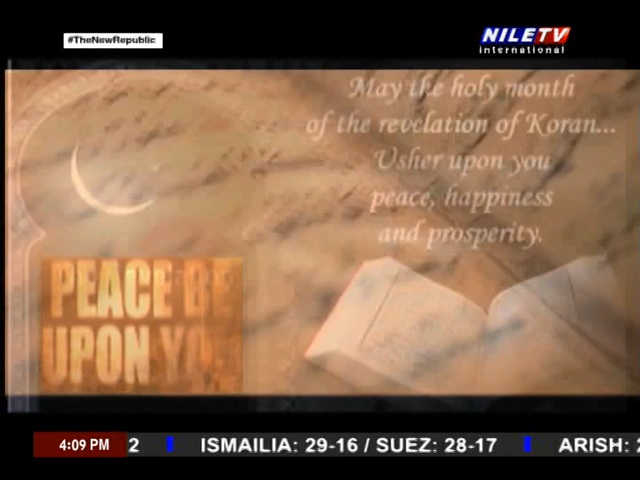 #TheNewRepublic
NILETV
international
May the holy month
of the revelation of Koran...
Usher upon you
peace, happiness
and prosperity.
PEACE BE
UPON YO
4:09 PM 2 ISMAILIA: 29-16 / SUEZ: 28-17 ARISH: 2